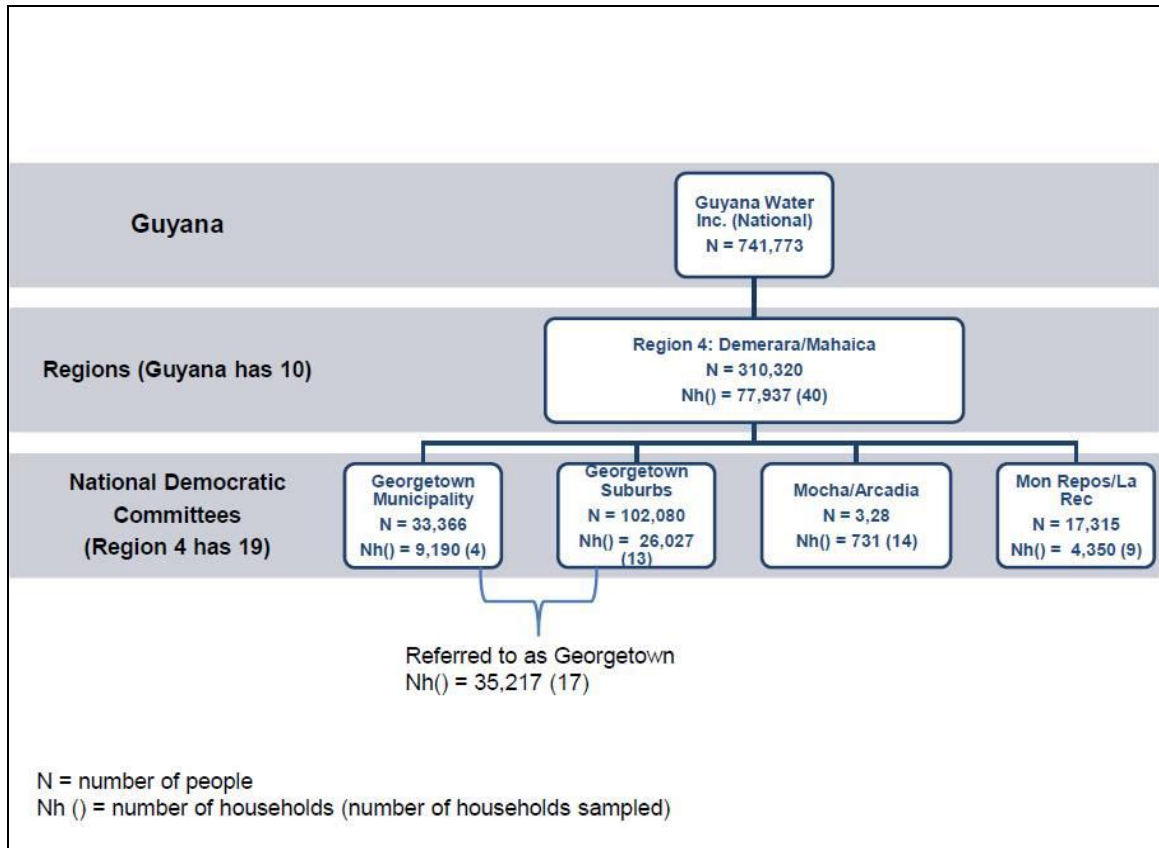 Guyana
Guyana Water
Inc. (National)
N = 741,773
Regions (Guyana has 10)
Region 4: Demerara/Mahaica
N = 310,320
Nh() = 77,937 (40)
National Democratic
Committees
(Region 4 has 19)
Georgetown
Municipality
N = 33,366
Nh() = 9,190 (4)
Georgetown
Suburbs
N = 102,080
Nh() = 26,027
(13)
Mocha/Arcadia
N = 3,28
Nh() = 731 (14)
Mon Repos/La
Rec
N = 17,315
Nh() = 4,350 (9)
Referred to as Georgetown
Nh() = 35,217 (17)
N = number of people
Nh () = number of households (number of households sampled)